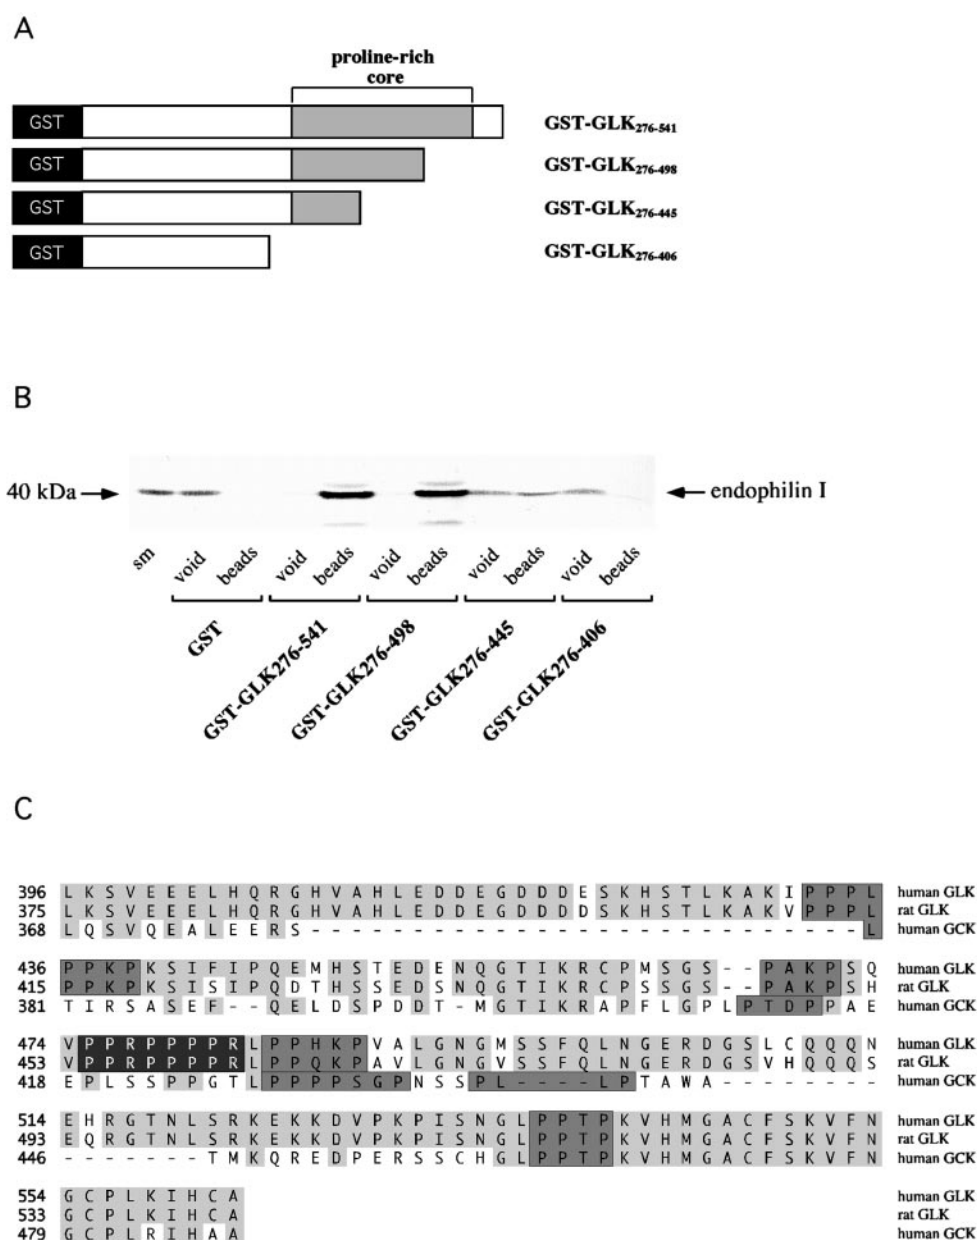 A
proline-rich
core
GST GST-GLK276-541
GST GST-GLK276-498
GST GST-GLK276-445
GST GST-GLK276-406
B
40 kDa endophilin I
sm void beads void beads void beads void beads void beads
GST GST-GLK276-541 GST-GLK276-498 GST-GLK276-445 GST-GLK276-406
C
396 L K S V E E E L H Q R G H V A H L E D D E G D D D E S K H S T L K A K I P P P L human GLK
375 L K S V E E E L H Q R G H V A H L E D D E G D D D D S K H S T L K A K V P P P L rat GLK
368 L Q S V Q E A L E E R S - - - - - - - - - - - - - - - - - - - - - - - - - - - L human GCK
436 P P K P K S I F I P Q E M H S T E D E N Q G T I K R C P M S G S - - P A K P S Q human GLK
415 P P K P K S I S I P Q D T H S S E D S N Q G T I K R C P S S G S - - P A K P S H rat GLK
381 T I R S A S E F - - Q E L D S P D D T - M G T I K R A P F L G P L P T D P P A E human GCK
474 V P P R P P P P R L P P H K P V A L G N G M S S F Q L N G E R D G S L C Q Q Q N human GLK
453 V P P R P P P P R L P P Q K P A V L G N G V S S F Q L N G E R D G S V H Q Q Q S rat GLK
418 E P L S S P P G T L P P P P S G P N S S P L - - - - L P T A W A - - - - - - - - human GCK
514 E H R G T N L S R K E K K D V P K P I S N G L P P T P K V H M G A C F S K V F N human GLK
493 E Q R G T N L S R K E K K D V P K P I S N G L P P T P K V H M G A C F S K V F N rat GLK
446 - - - - - - - T M K Q R E D P E R S S C H G L P P T P K V H M G A C F S K V F N human GCK
554 G C P L K I H C A human GLK
533 G C P L K I H C A rat GLK
479 G C P L R I H A A human GCK